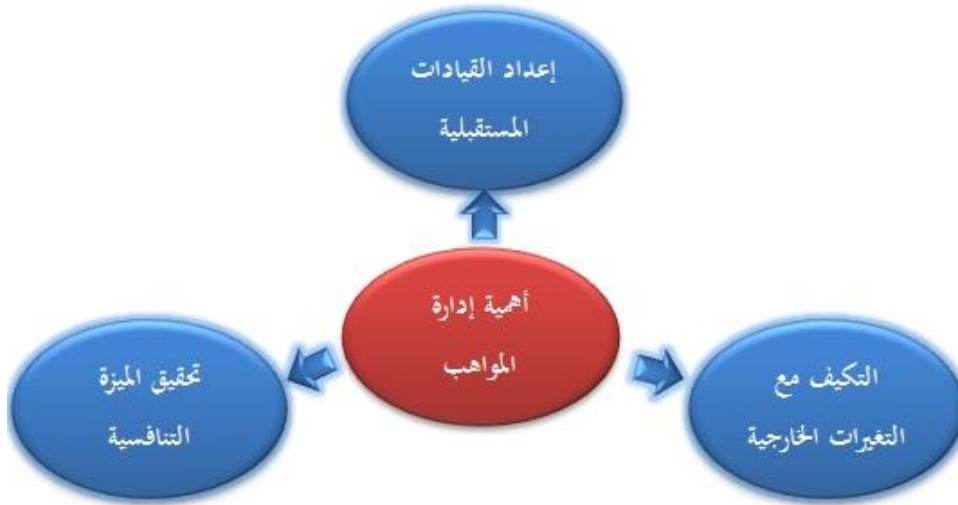 إعداد القيادات
المستقبلية
أهمية إدارة
المواهب
التكيف مع
التغيرات الخارجية
تحقيق الميزة
التنافسية